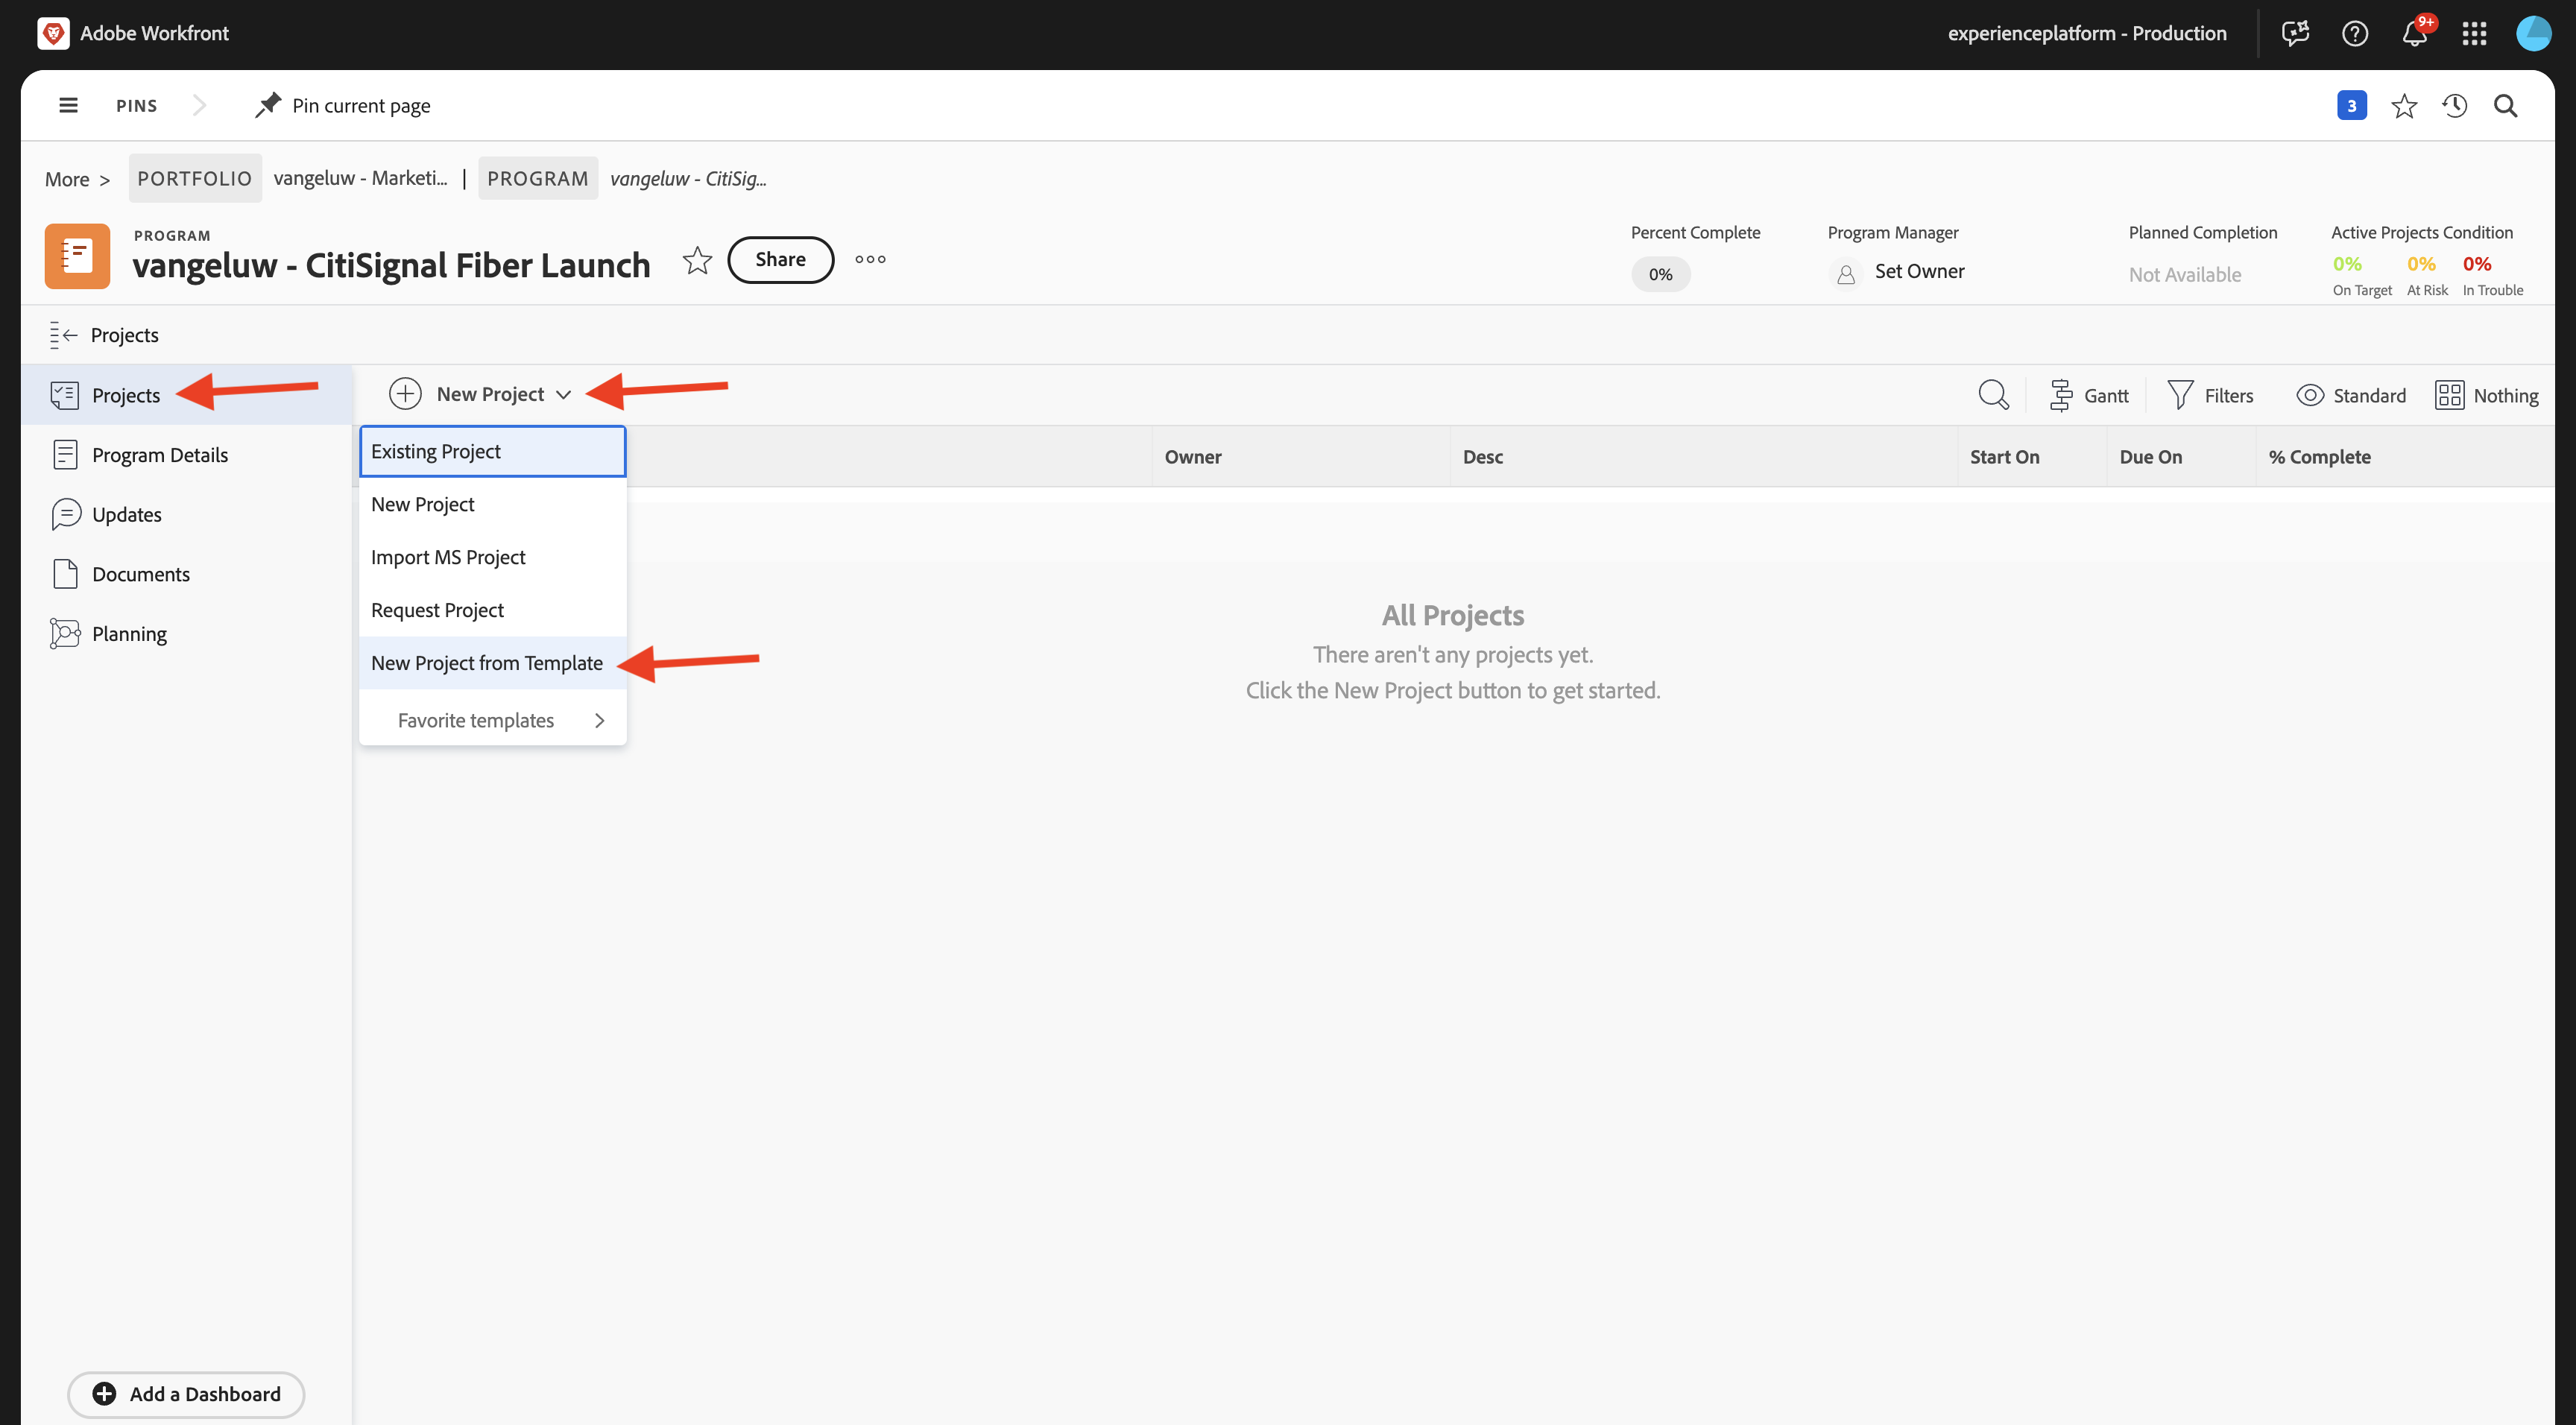 Adobe Workfront
experienceplatform - Production
9+
PINS
Pin current page
3
More >
PORTFOLIO
vangeluw - Marketi...
|
PROGRAM
vangeluw - CitiSig...
PROGRAM
vangeluw - CitiSignal Fiber Launch
Share
Percent Complete
0%
Program Manager
Set Owner
Planned Completion
Not Available
Active Projects Condition
0% 0% 0%
On Target At Risk In Trouble
Projects
Projects
Program Details
Updates
Documents
Planning
New Project
Gantt
Filters
Standard
Nothing
Existing Project
New Project
Import MS Project
Request Project
New Project from Template
Favorite templates
Owner
Desc
Start On
Due On
% Complete
All Projects
There aren't any projects yet.
Click the New Project button to get started.
Add a Dashboard